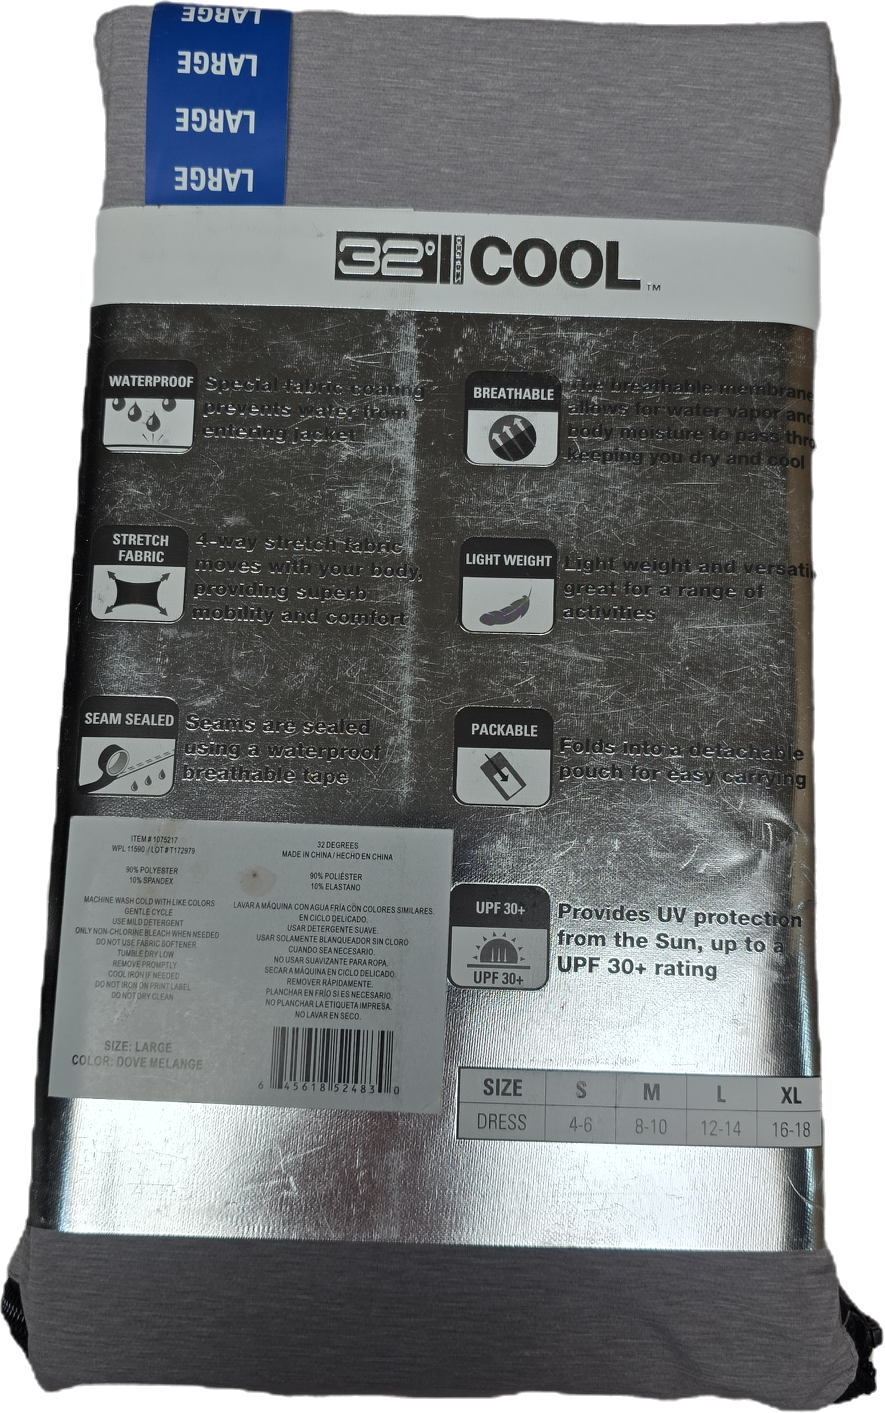 LARGE
LARGE
LARGE
LARGE
32° COOL™
WATERPROOF
Special fabric coating
prevents water from
entering jacket
BREATHABLE
The breathable membrane
allows for water vapor and
body moisture to pass thro
keeping you dry and cool
STRETCH
FABRIC
4-way stretch fabric
moves with your body,
providing superb
mobility and comfort
LIGHT WEIGHT
Light weight and versati
great for a range of
activities
SEAM SEALED
Seams are sealed
using a waterproof
breathable tape
PACKABLE
Folds into a detachable
pouch for easy carrying
ITEM # 1075217
WPL 11590 / LOT # T172979
90% POLYESTER
10% SPANDEX
MACHINE WASH COLD WITH LIKE COLORS
GENTLE CYCLE
USE MILD DETERGENT
ONLY NON-CHLORINE BLEACH WHEN NEEDED
DO NOT USE FABRIC SOFTENER
TUMBLE DRY LOW
REMOVE PROMPTLY
COOL IRON IF NEEDED
DO NOT IRON ON PRINT LABEL
DO NOT DRY CLEAN
32 DEGREES
MADE IN CHINA / HECHO EN CHINA
90% POLIÉSTER
10% ELASTANO
LAVAR A MÁQUINA CON AGUA FRÍA CON COLORES SIMILARES.
EN CICLO DELICADO.
USAR DETERGENTE SUAVE.
USAR SOLAMENTE BLANQUEADOR SIN CLORO
CUANDO SEA NECESARIO.
NO USAR SUAVIZANTE PARA ROPA.
SECAR A MÁQUINA EN CICLO DELICADO.
REMOVER RÁPIDAMENTE.
PLANCHAR EN FRÍO SI ES NECESARIO.
NO PLANCHAR LA ETIQUETA IMPRESA.
NO LAVAR EN SECO.
SIZE: LARGE
COLOR: DOVE MELANGE
6 45618 52483 0
UPF 30+
UPF 30+
Provides UV protection
from the Sun, up to a
UPF 30+ rating
SIZE S M L XL
DRESS 4-6 8-10 12-14 16-18